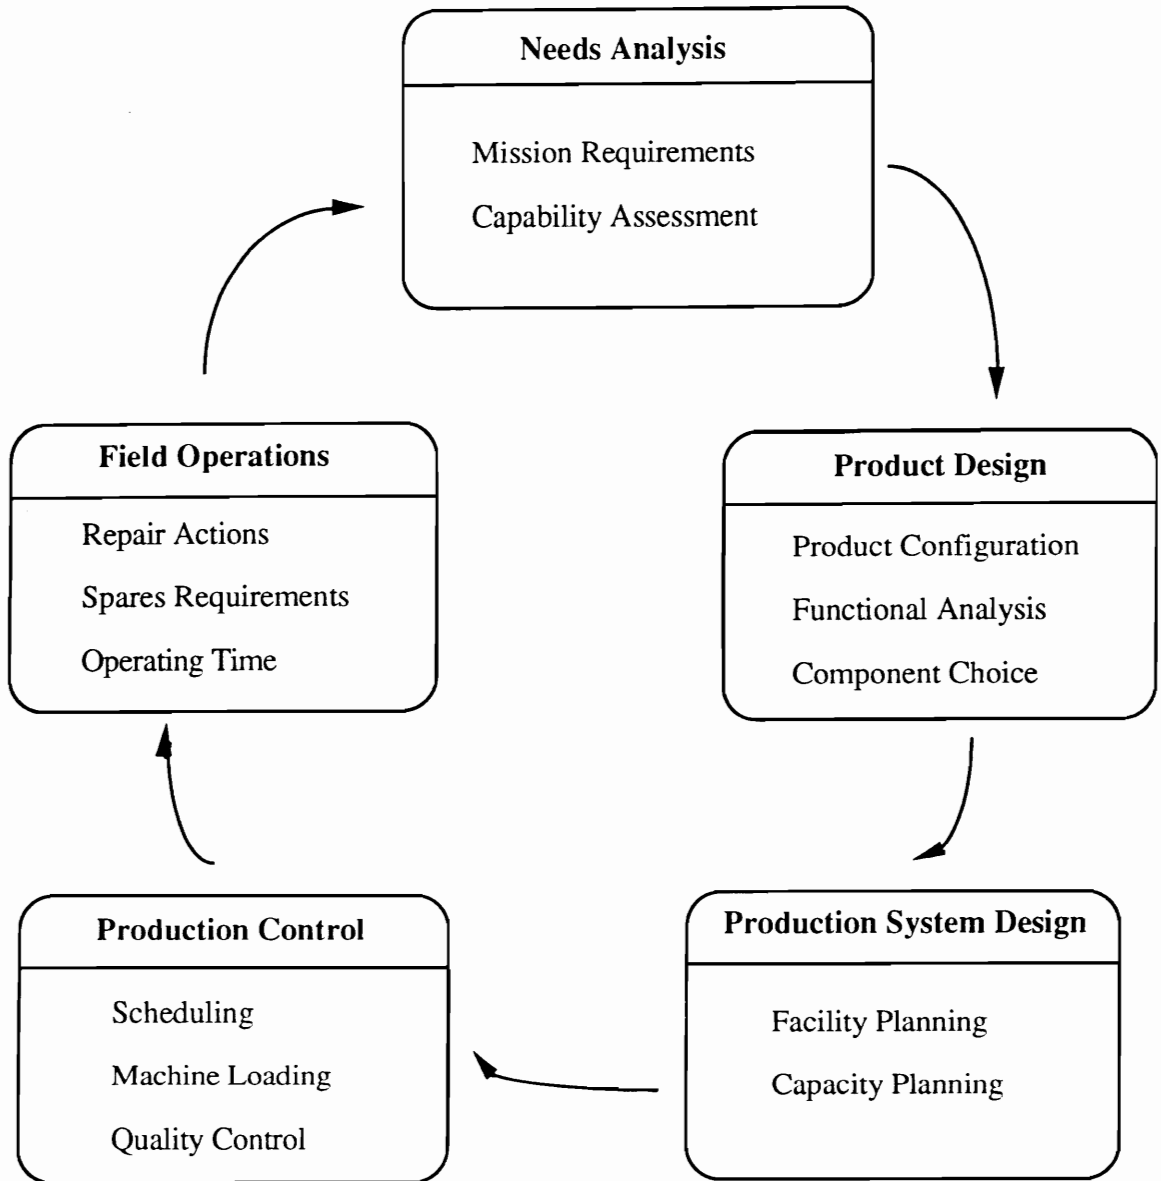 Needs Analysis
Mission Requirements
Capability Assessment
Product Design
Product Configuration
Functional Analysis
Component Choice
Production System Design
Facility Planning
Capacity Planning
Production Control
Scheduling
Machine Loading
Quality Control
Field Operations
Repair Actions
Spares Requirements
Operating Time